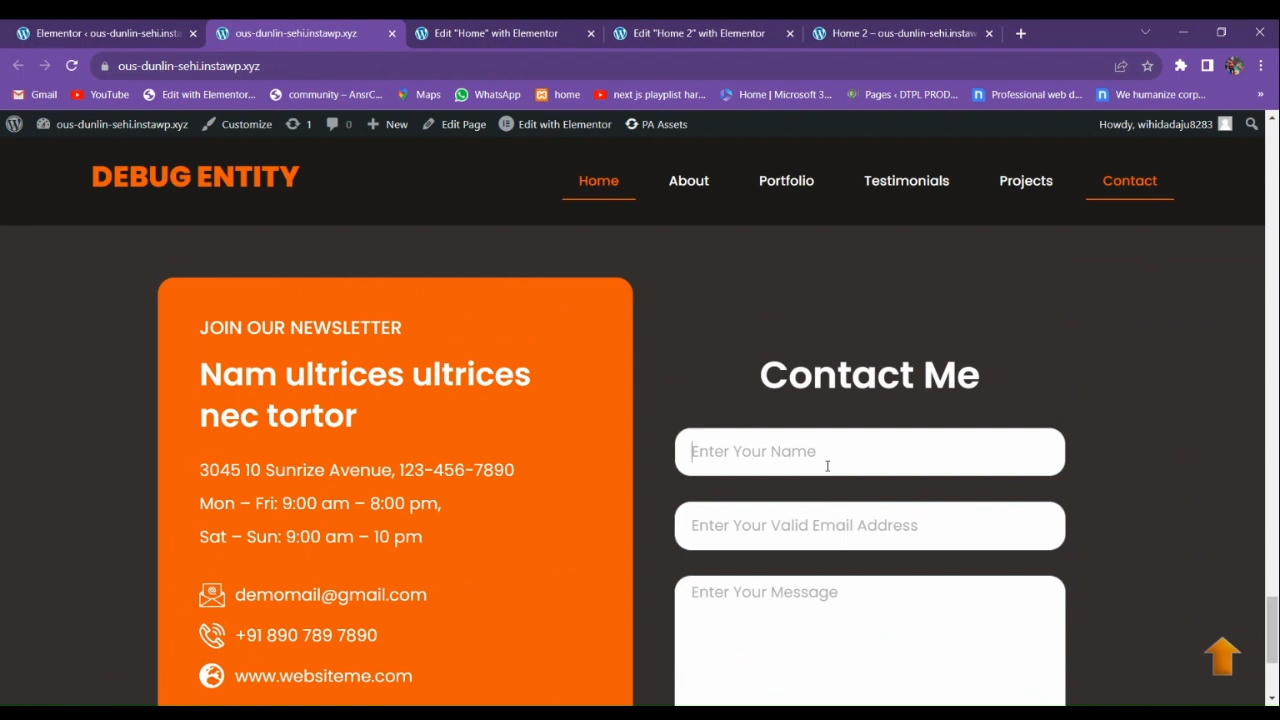 Elementor ‹ ous-dunlin-sehi.insta
ous-dunlin-sehi.instawp.xyz
Edit "Home" with Elementor
Edit "Home 2" with Elementor
Home 2 – ous-dunlin-sehi.instaw
ous-dunlin-sehi.instawp.xyz
Gmail
YouTube
Edit with Elementor...
community – AnsrC...
Maps
WhatsApp
home
next js playplist har...
Home | Microsoft 3...
Pages ‹ DTPL PROD...
Professional web d...
We humanize corp...
»
ous-dunlin-sehi.instawp.xyz
Customize
1
0
New
Edit Page
Edit with Elementor
PA Assets
Howdy, wihidadaju8283
DEBUG ENTITY
Home
About
Portfolio
Testimonials
Projects
Contact
JOIN OUR NEWSLETTER
Nam ultrices ultrices
nec tortor
3045 10 Sunrize Avenue, 123-456-7890
Mon – Fri: 9:00 am – 8:00 pm,
Sat – Sun: 9:00 am – 10 pm
demomail@gmail.com
+91 890 789 7890
www.websiteme.com
Contact Me
Enter Your Name
Enter Your Valid Email Address
Enter Your Message